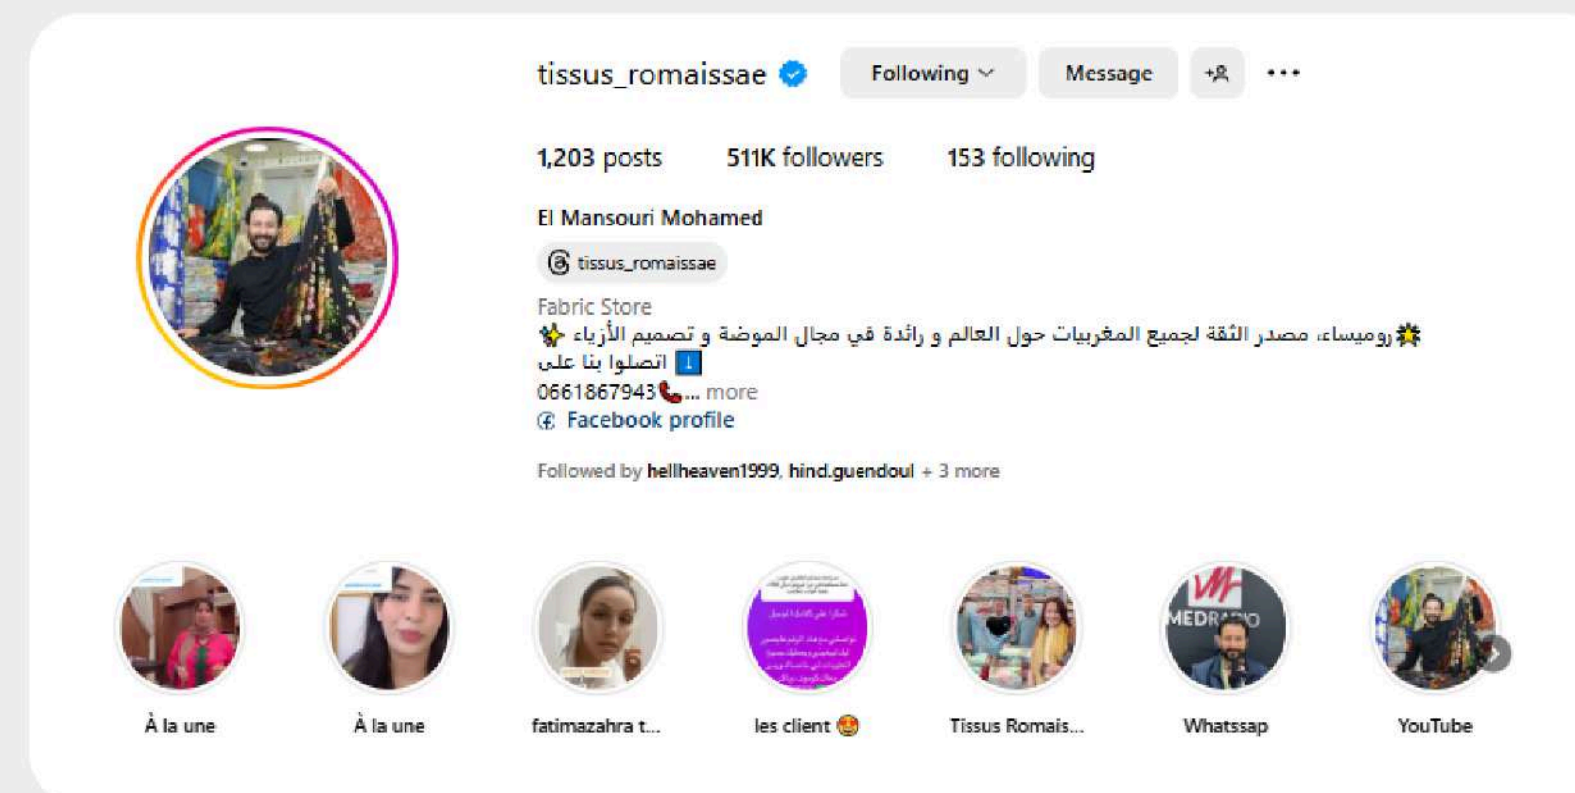 tissus_romaissae
Following
Message
1,203 posts
511K followers
153 following
El Mansouri Mohamed
tissus_romaissae
Fabric Store
🌟روميساء، مصدر الثقة لجميع المغربيات حول العالم و رائدة في مجال الموضة و تصميم الأزياء ✨
⬇️ اتصلوا بنا على
0661867943📞... more
Facebook profile
Followed by hellheaven1999, hind.guendoul + 3 more
MEDRADIO
À la une
À la une
fatimazahra t...
les client 🤩
Tissus Romais...
Whatssap
YouTube